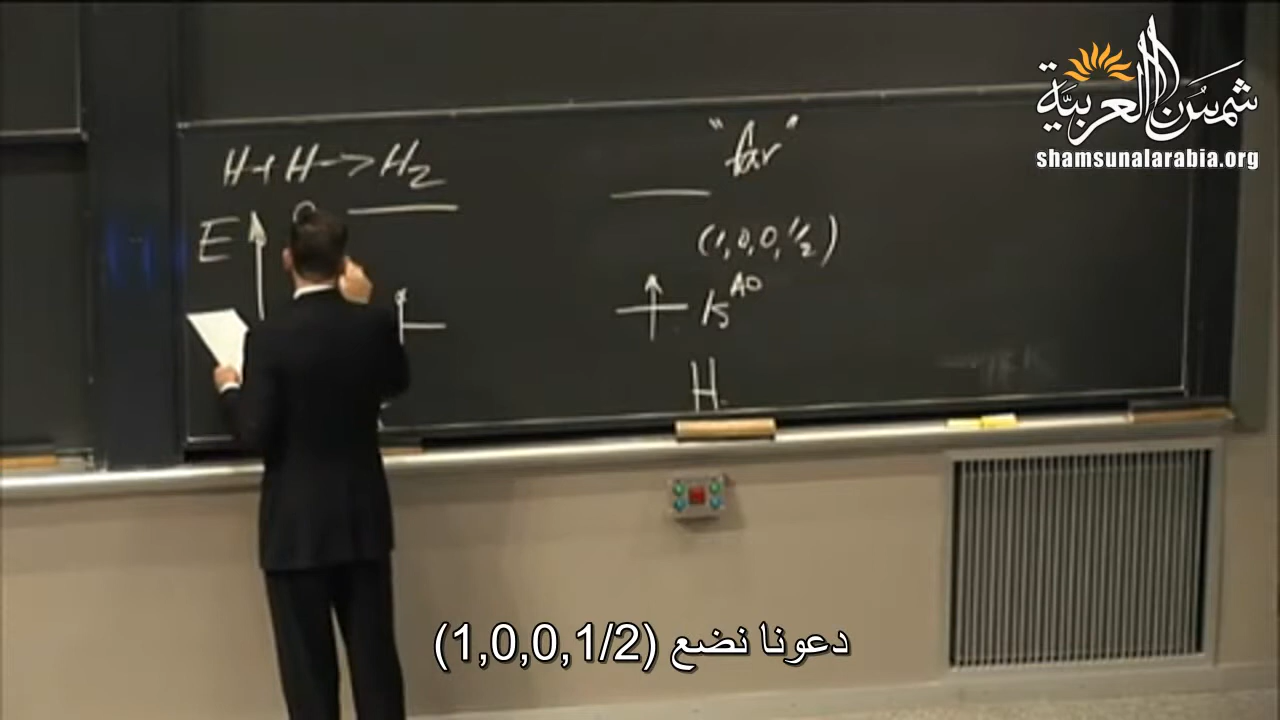 شمسُ العربيّة
shamsunalarabia.org
H + H -> H2
"far"
E
(1,0,0,1/2)
1s AO
H
دعونا نضع (1,0,0,1/2)